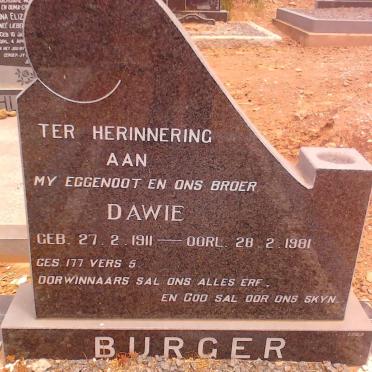 TER HERINNERING
AAN
MY EGGENOOT EN ONS BROER
DAWIE
GEB. 27. 2. 1911 — OORL. 28. 2. 1981
GES 177 VERS 5.
OORWINNAARS SAL ONS ALLES ERF.
EN GOD SAL OOR ONS SKYN.
BURGER